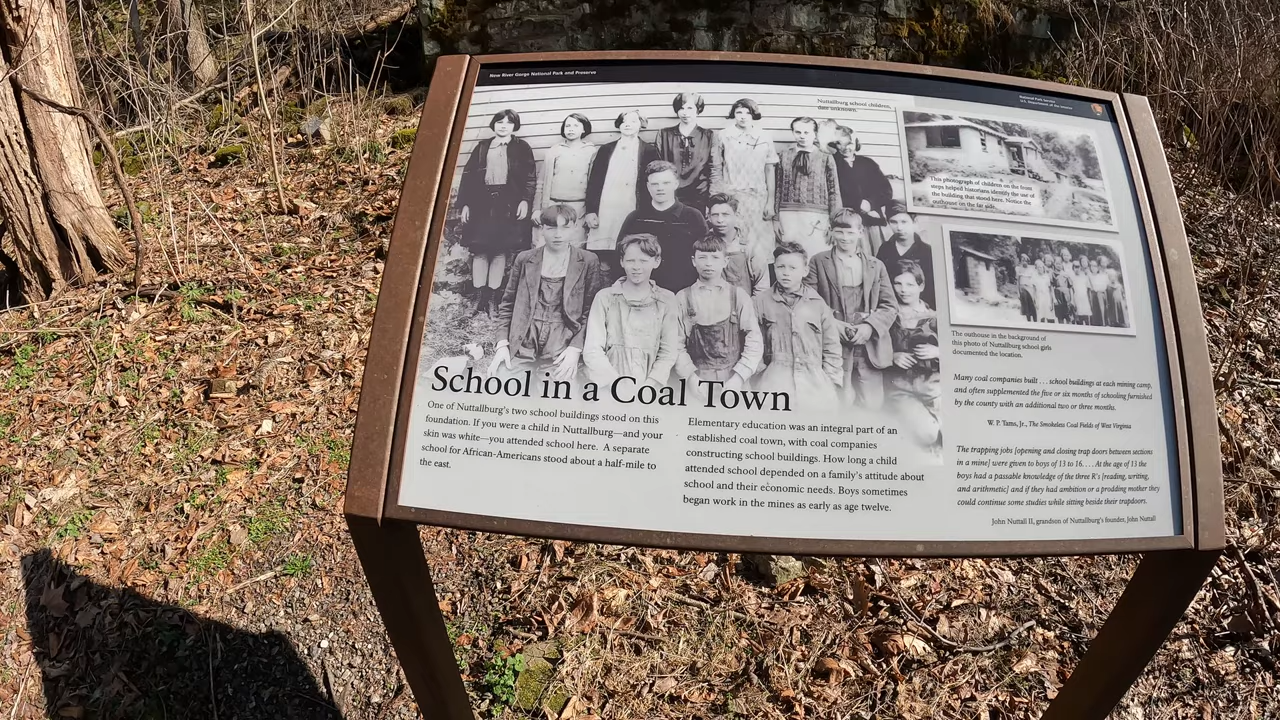 New River Gorge National Park and Preserve
National Park Service
U.S. Department of the Interior
Nuttallburg school children,
date unknown.
This photograph of children on the front
steps helped historians identify the use of
the building that stood here. Notice the
outhouse on the far side.
The outhouse in the background of
this photo of Nuttallburg school girls
documented the location.
School in a Coal Town
One of Nuttallburg's two school buildings stood on this
foundation. If you were a child in Nuttallburg—and your
skin was white—you attended school here. A separate
school for African-Americans stood about a half-mile to
the east.
Elementary education was an integral part of an
established coal town, with coal companies
constructing school buildings. How long a child
attended school depended on a family's attitude about
school and their economic needs. Boys sometimes
began work in the mines as early as age twelve.
Many coal companies built . . . school buildings at each mining camp,
and often supplemented the five or six months of schooling furnished
by the county with an additional two or three months.
W. P. Tams, Jr., The Smokeless Coal Fields of West Virginia
The trapping jobs [opening and closing trap doors between sections
in a mine] were given to boys of 13 to 16. . . . At the age of 13 the
boys had a passable knowledge of the three R's [reading, writing,
and arithmetic] and if they had ambition or a prodding mother they
could continue some studies while sitting beside their trapdoors.
John Nuttall II, grandson of Nuttallburg's founder, John Nuttall